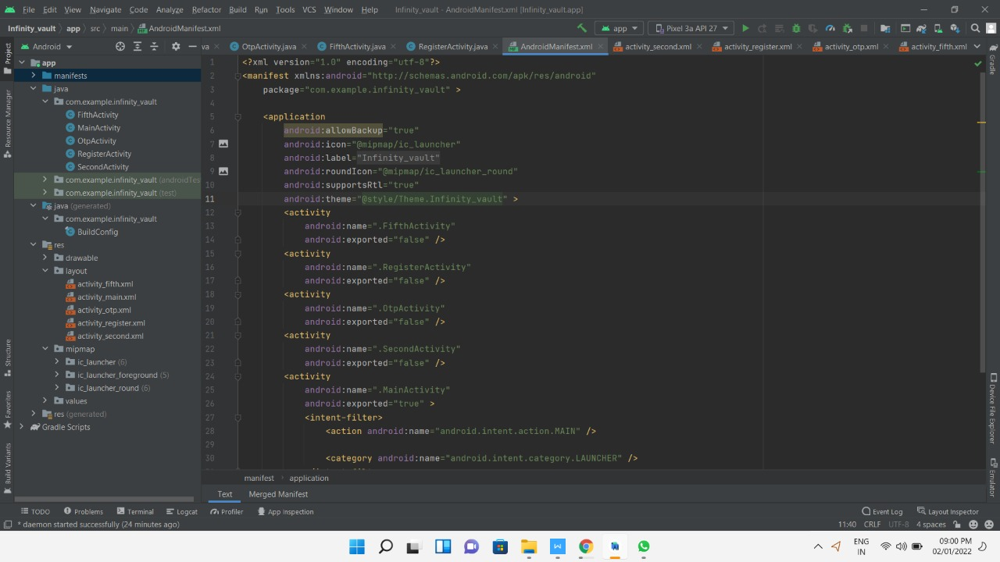 File Edit View Navigate Code Analyze Refactor Build Run Tools VCS Window Help Infinity_vault - AndroidManifest.xml [Infinity_vault.app]
Infinity_vault app src main AndroidManifest.xml app Pixel 3a API 27
Android va OtpActivity.java FifthActivity.java RegisterActivity.java AndroidManifest.xml activity_second.xml activity_register.xml activity_otp.xml activity_fifth.xml
Project
Resource Manager
Structure
Favorites
Build Variants
app
manifests
java
com.example.infinity_vault
FifthActivity
MainActivity
OtpActivity
RegisterActivity
SecondActivity
com.example.infinity_vault (androidTes
com.example.infinity_vault (test)
java (generated)
com.example.infinity_vault
BuildConfig
res
drawable
layout
activity_fifth.xml
activity_main.xml
activity_otp.xml
activity_register.xml
activity_second.xml
mipmap
ic_launcher (6)
ic_launcher_foreground (5)
ic_launcher_round (6)
values
res (generated)
Gradle Scripts
1 <?xml version="1.0" encoding="utf-8"?>
2 <manifest xmlns:android="http://schemas.android.com/apk/res/android"
3 package="com.example.infinity_vault" >
4
5 <application
6 android:allowBackup="true"
7 android:icon="@mipmap/ic_launcher"
8 android:label="Infinity_vault"
9 android:roundIcon="@mipmap/ic_launcher_round"
10 android:supportsRtl="true"
11 android:theme="@style/Theme.Infinity_vault" >
12 <activity
13 android:name=".FifthActivity"
14 android:exported="false" />
15 <activity
16 android:name=".RegisterActivity"
17 android:exported="false" />
18 <activity
19 android:name=".OtpActivity"
20 android:exported="false" />
21 <activity
22 android:name=".SecondActivity"
23 android:exported="false" />
24 <activity
25 android:name=".MainActivity"
26 android:exported="true" >
27 <intent-filter>
28 <action android:name="android.intent.action.MAIN" />
29
30 <category android:name="android.intent.category.LAUNCHER" />
manifest application
Text Merged Manifest
Gradle
Device File Explorer
Emulator
TODO Problems Terminal Logcat Profiler App Inspection Event Log Layout Inspector
* daemon started successfully (24 minutes ago) 11:40 CRLF UTF-8 4 spaces
ENG 09:00 PM
IN 02/01/2022